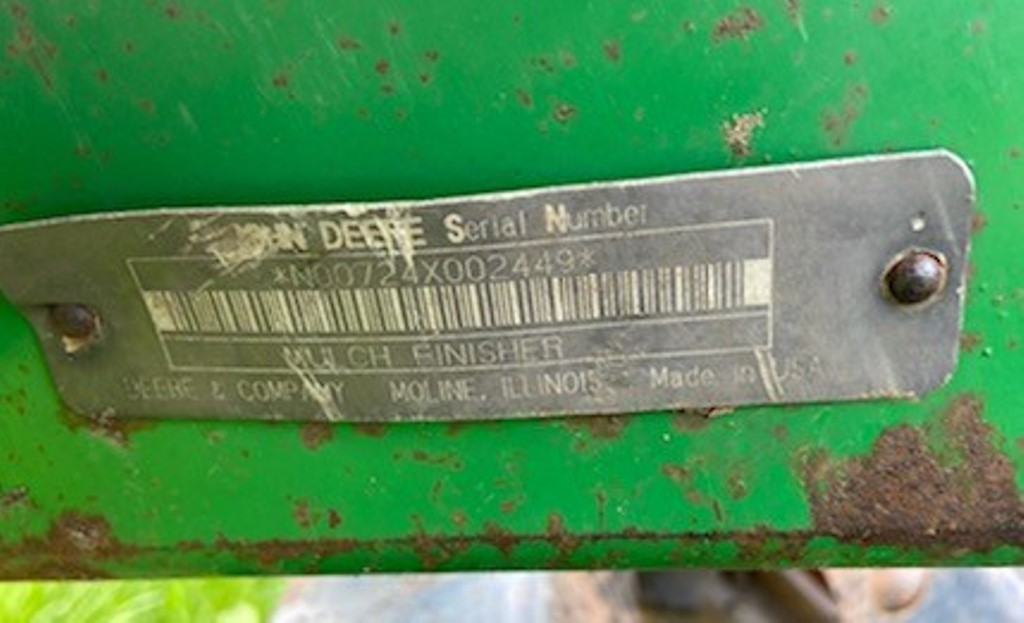 JOHN DEERE Serial Number
*N00724X002449*
MULCH FINISHER
DEERE & COMPANY MOLINE, ILLINOIS Made in USA